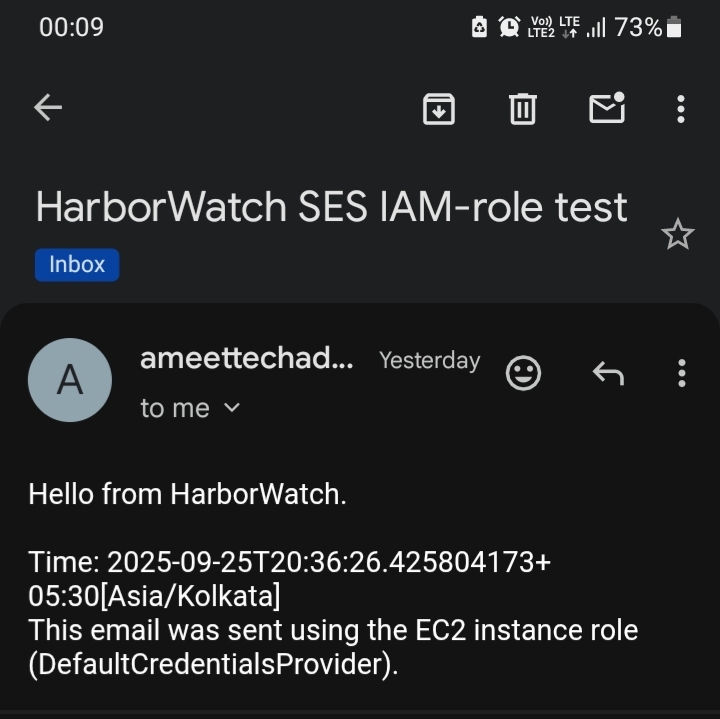 00:09
Vo)) LTE
LTE2
73%
HarborWatch SES IAM-role test
Inbox
A
ameettechad...
Yesterday
to me
Hello from HarborWatch.
Time: 2025-09-25T20:36:26.425804173+
05:30[Asia/Kolkata]
This email was sent using the EC2 instance role
(DefaultCredentialsProvider).